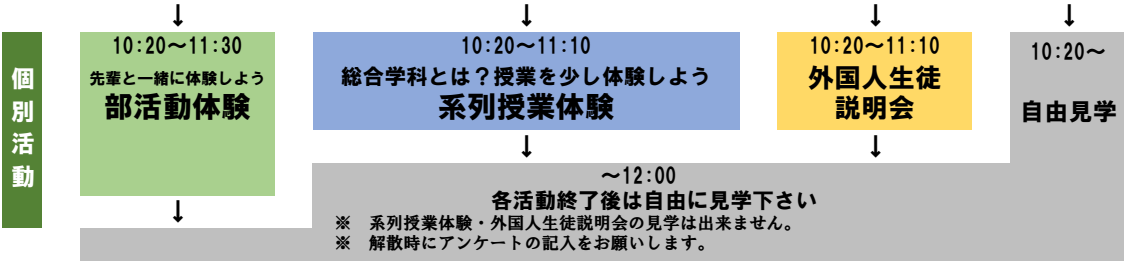 個別活動
10:20～11:30
先輩と一緒に体験しよう
部活動体験
10:20～11:10
総合学科とは？授業を少し体験しよう
系列授業体験
10:20～11:10
外国人生徒
説明会
10:20～
自由見学
～12:00
各活動終了後は自由に見学下さい
※ 系列授業体験・外国人生徒説明会の見学は出来ません。
※ 解散時にアンケートの記入をお願いします。